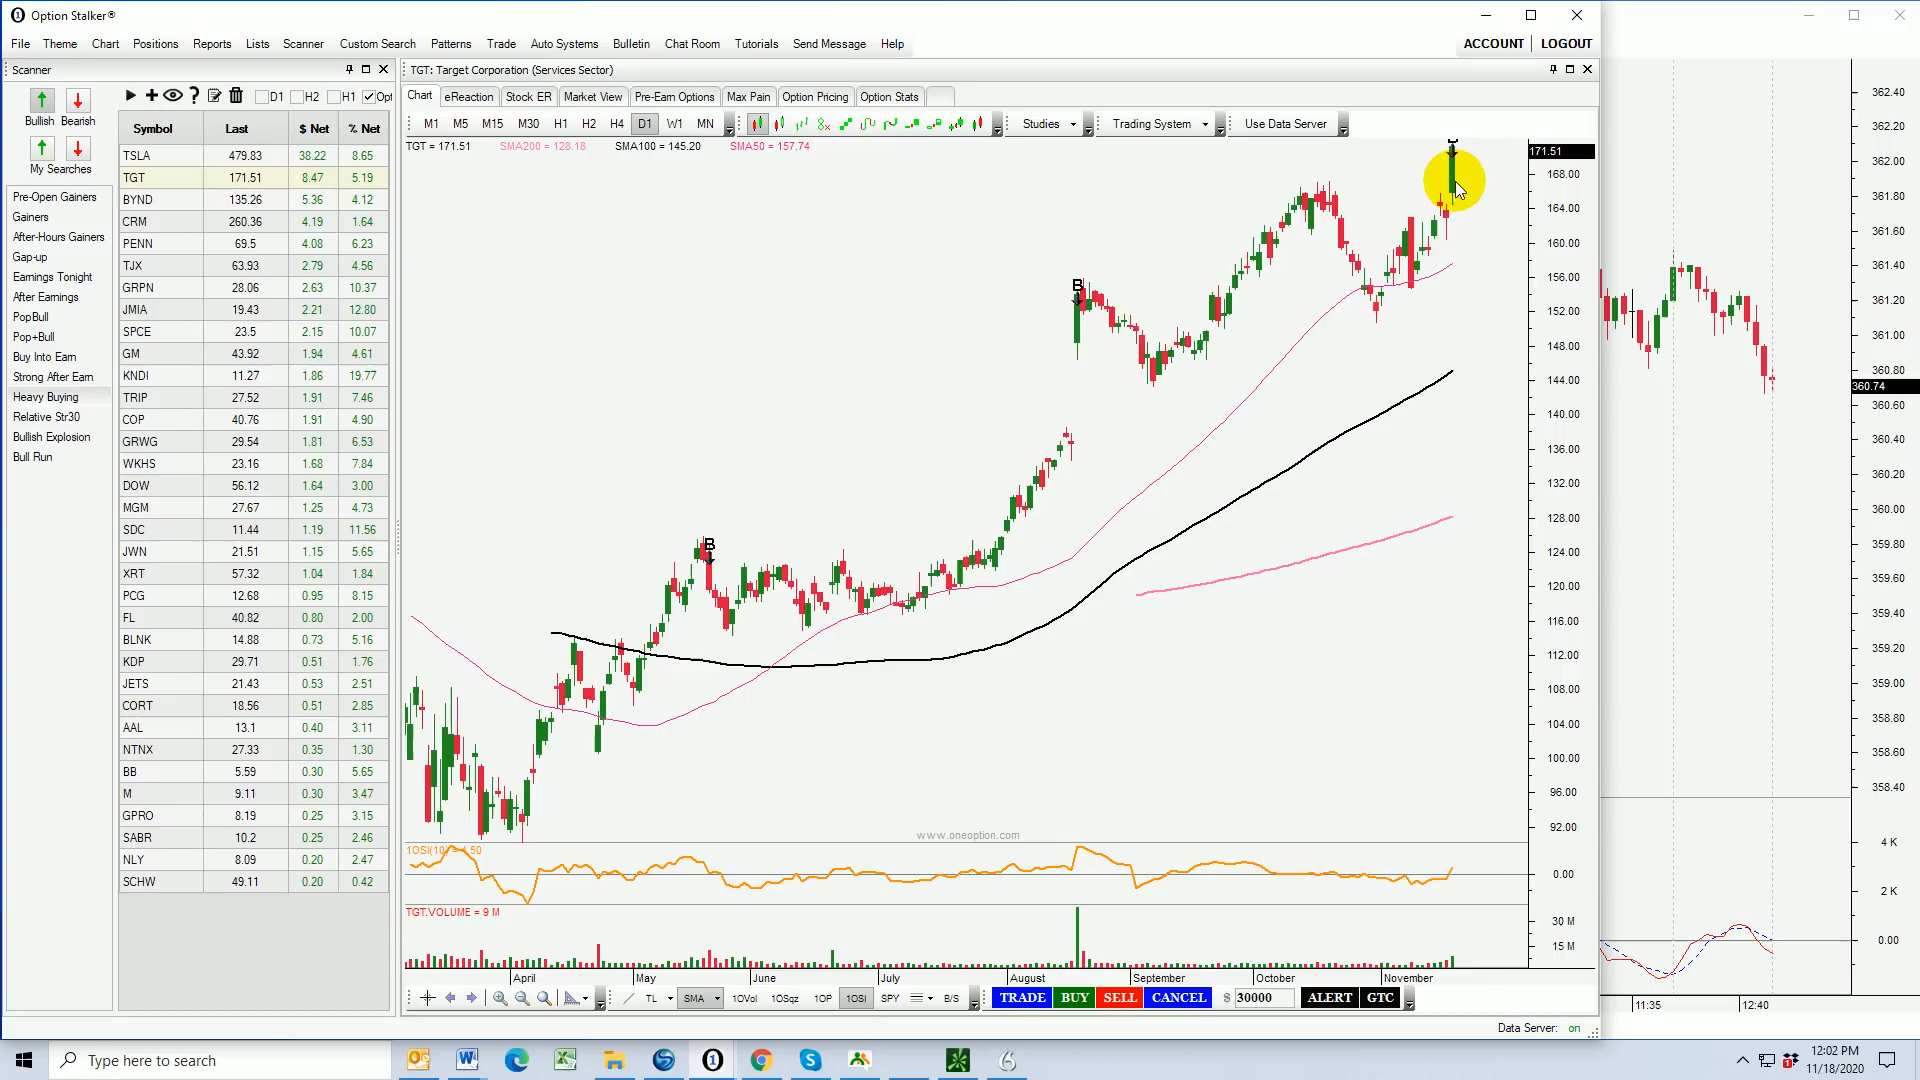 Option Stalker®
File Theme Chart Positions Reports Lists Scanner Custom Search Patterns Trade Auto Systems Bulletin Chat Room Tutorials Send Message Help
ACCOUNT LOGOUT
Scanner
TGT: Target Corporation (Services Sector)
D1 H2 H1 Opt
Bullish Bearish
My Searches
Pre-Open Gainers
Gainers
After-Hours Gainers
Gap-up
Earnings Tonight
After Earnings
PopBull
Pop+Bull
Buy Into Earn
Strong After Earn
Heavy Buying
Relative Str30
Bullish Explosion
Bull Run
Symbol Last $ Net % Net
TSLA 479.83 38.22 8.65
TGT 171.51 8.47 5.19
BYND 135.26 5.36 4.12
CRM 260.36 4.19 1.64
PENN 69.5 4.08 6.23
TJX 63.93 2.79 4.56
GRPN 28.06 2.63 10.37
JMIA 19.43 2.21 12.80
SPCE 23.5 2.15 10.07
GM 43.92 1.94 4.61
KNDI 11.27 1.86 19.77
TRIP 27.52 1.91 7.46
COP 40.76 1.91 4.90
GRWG 29.54 1.81 6.53
WKHS 23.16 1.68 7.84
DOW 56.12 1.64 3.00
MGM 27.67 1.25 4.73
SDC 11.44 1.19 11.56
JWN 21.51 1.15 5.65
XRT 57.32 1.04 1.84
PCG 12.68 0.95 8.15
FL 40.82 0.80 2.00
BLNK 14.88 0.73 5.16
KDP 29.71 0.51 1.76
JETS 21.43 0.53 2.51
CORT 18.56 0.51 2.85
AAL 13.1 0.40 3.11
NTNX 27.33 0.35 1.30
BB 5.59 0.30 5.65
M 9.11 0.30 3.47
GPRO 8.19 0.25 3.15
SABR 10.2 0.25 2.46
NLY 8.09 0.20 2.47
SCHW 49.11 0.20 0.42
Chart eReaction Stock ER Market View Pre-Earn Options Max Pain Option Pricing Option Stats
M1 M5 M15 M30 H1 H2 H4 D1 W1 MN Studies Trading System Use Data Server
TGT = 171.51 SMA200 = 128.18 SMA100 = 145.20 SMA50 = 157.74
B
B
171.51
168.00
164.00
160.00
156.00
152.00
148.00
144.00
140.00
136.00
132.00
128.00
124.00
120.00
116.00
112.00
108.00
104.00
100.00
96.00
92.00
www.oneoption.com
0.00
TGT.VOLUME = 9 M
30 M
15 M
April May June July August September October November
TL SMA 1OVol 1OSqz 1OP 1OSI SPY B/S TRADE BUY SELL CANCEL $ 30000 ALERT GTC
Data Server: on
362.40
362.20
362.00
361.80
361.60
361.40
361.20
361.00
360.80
360.74
360.60
360.40
360.20
360.00
359.80
359.60
359.40
359.20
359.00
358.80
358.60
358.40
4 K
2 K
0.00
11:35 12:40
Type here to search
12:02 PM
11/18/2020